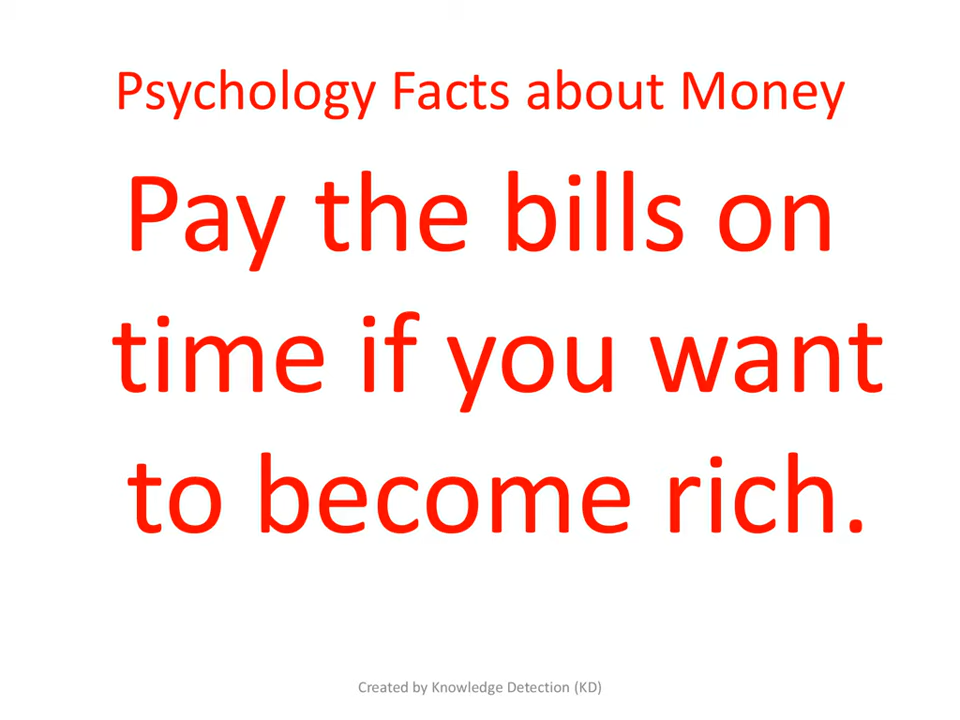 Psychology Facts about Money
Pay the bills on
time if you want
to become rich.
Created by Knowledge Detection (KD)